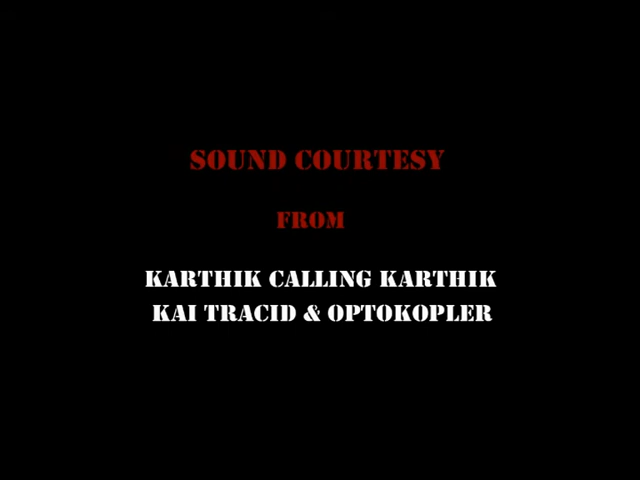 SOUND COURTESY
FROM
KARTHIK CALLING KARTHIK
KAI TRACID & OPTOKOPLER